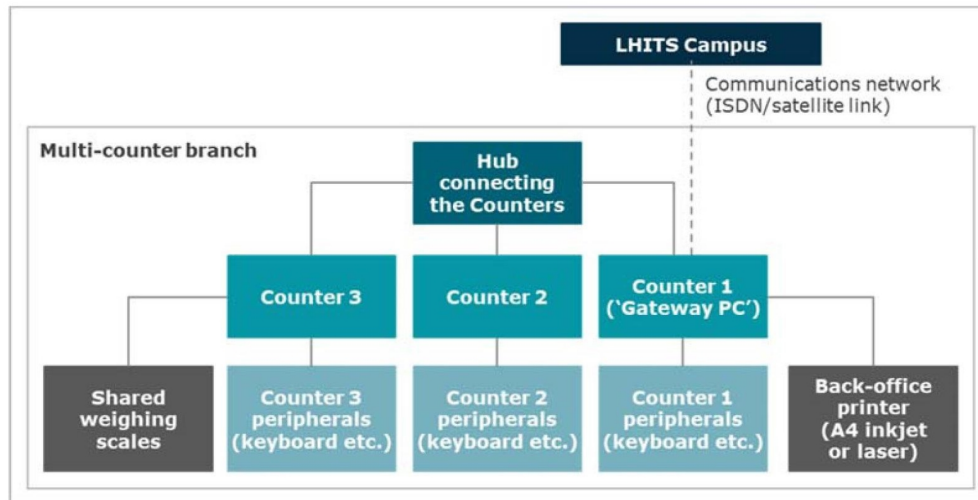 LHITS Campus
Communications network
(ISDN/satellite link)
Multi-counter branch
Hub
connecting
the Counters
Counter 3
Counter 2
Counter 1
(‘Gateway PC’)
Shared
weighing
scales
Counter 3
peripherals
(keyboard etc.)
Counter 2
peripherals
(keyboard etc.)
Counter 1
peripherals
(keyboard etc.)
Back-office
printer
(A4 inkjet
or laser)